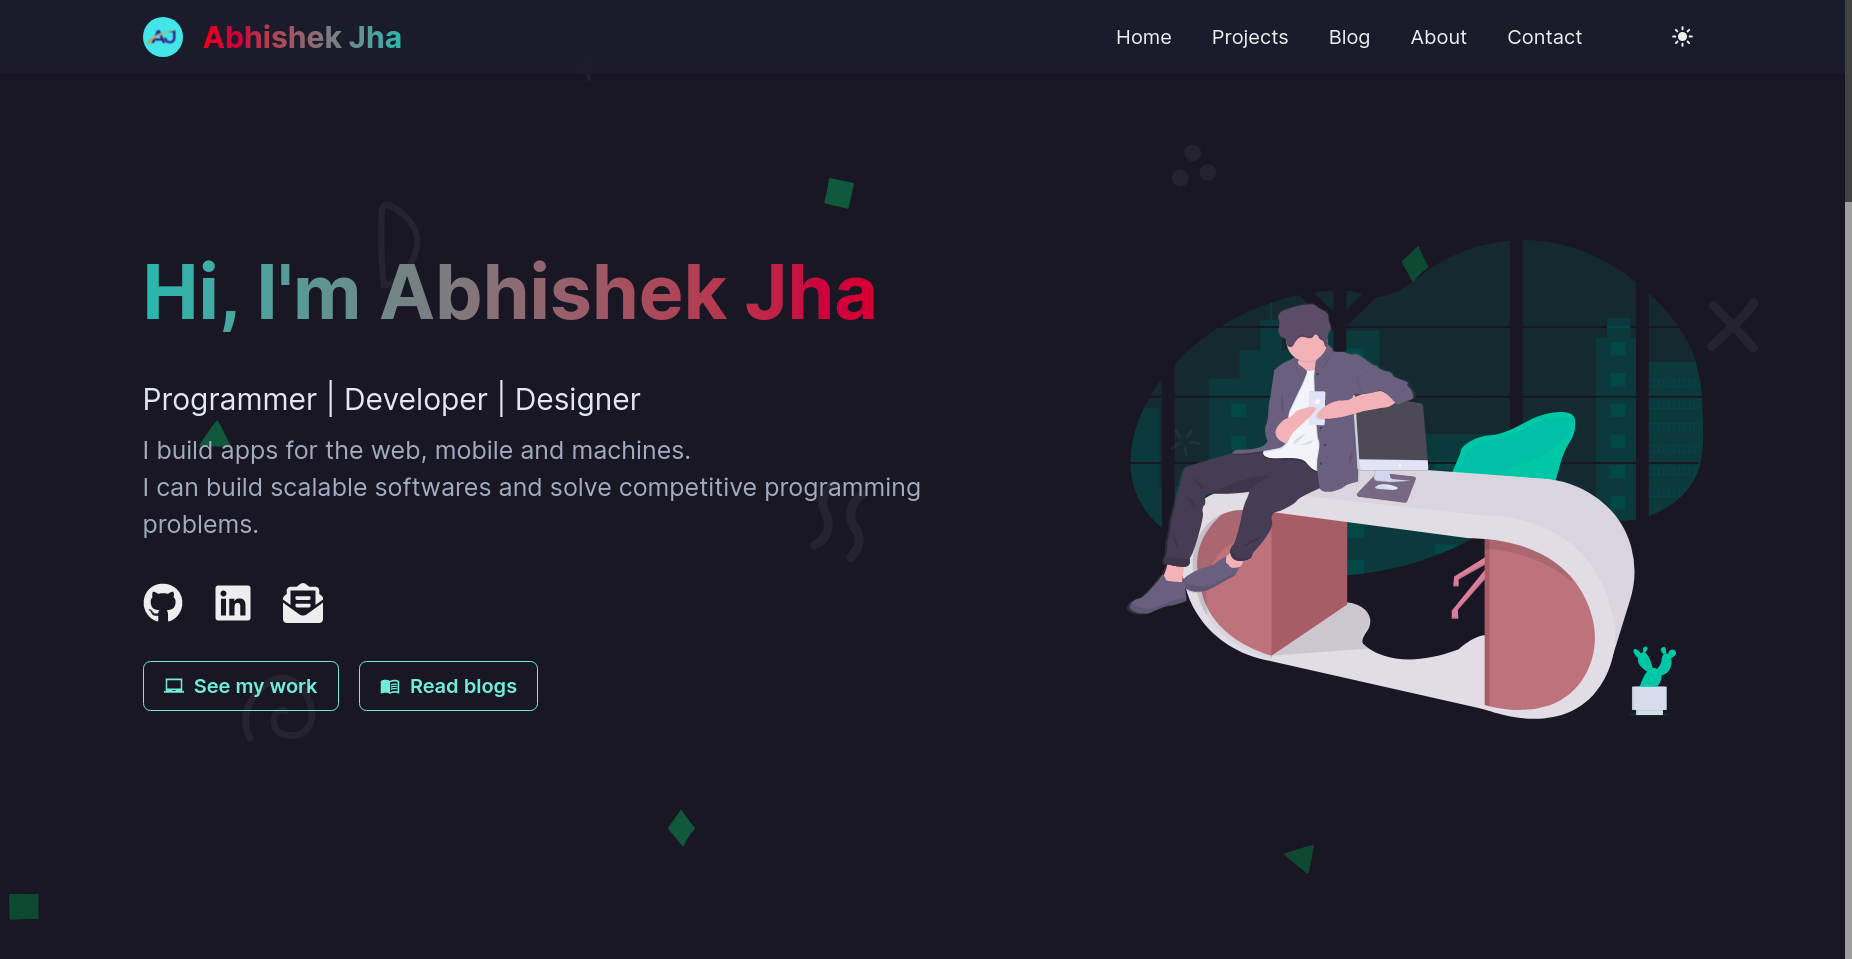 AJ
Abhishek Jha
Home
Projects
Blog
About
Contact
Hi, I'm Abhishek Jha
Programmer | Developer | Designer
I build apps for the web, mobile and machines.
I can build scalable softwares and solve competitive programming
problems.
in
See my work
Read blogs